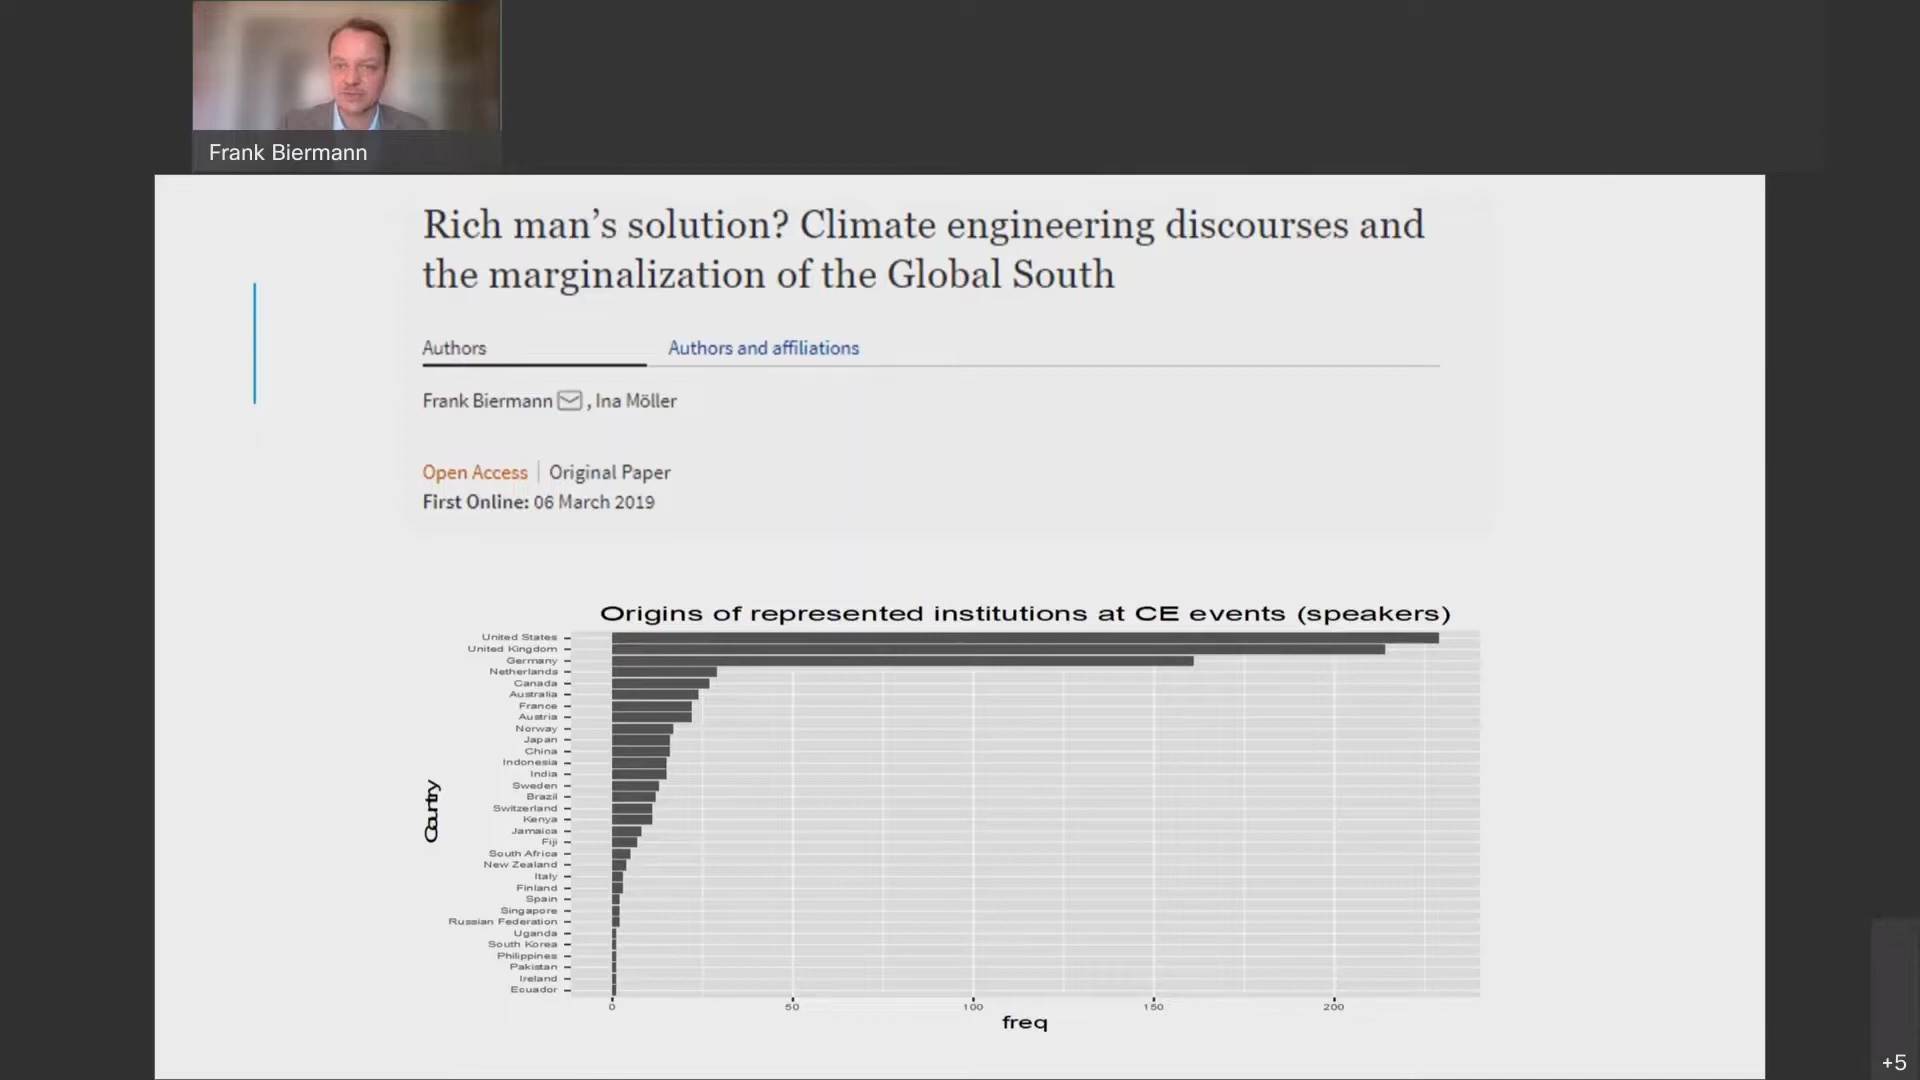 Frank Biermann
Rich man’s solution? Climate engineering discourses and
the marginalization of the Global South
Authors
Authors and affiliations
Frank Biermann , Ina Möller
Open Access | Original Paper
First Online: 06 March 2019
Origins of represented institutions at CE events (speakers)
Country
United States
United Kingdom
Germany
Netherlands
Canada
Australia
France
Austria
Norway
Japan
China
Indonesia
India
Sweden
Brazil
Switzerland
Kenya
Jamaica
Fiji
South Africa
New Zealand
Italy
Finland
Spain
Singapore
Russian Federation
Uganda
South Korea
Philippines
Pakistan
Ireland
Ecuador
0 50 100 150 200
freq
+5